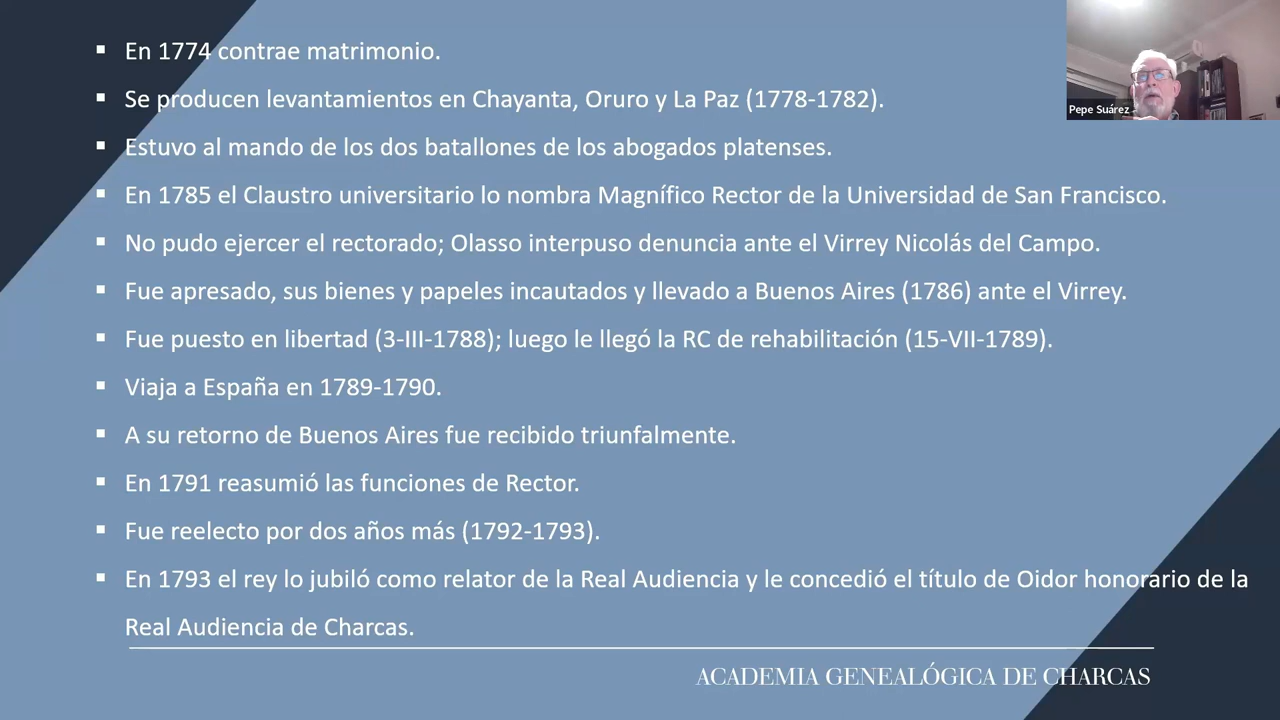 ▪ En 1774 contrae matrimonio.
▪ Se producen levantamientos en Chayanta, Oruro y La Paz (1778-1782).
Pepe Suárez
▪ Estuvo al mando de los dos batallones de los abogados platenses.
▪ En 1785 el Claustro universitario lo nombra Magnífico Rector de la Universidad de San Francisco.
▪ No pudo ejercer el rectorado; Olasso interpuso denuncia ante el Virrey Nicolás del Campo.
▪ Fue apresado, sus bienes y papeles incautados y llevado a Buenos Aires (1786) ante el Virrey.
▪ Fue puesto en libertad (3-III-1788); luego le llegó la RC de rehabilitación (15-VII-1789).
▪ Viaja a España en 1789-1790.
▪ A su retorno de Buenos Aires fue recibido triunfalmente.
▪ En 1791 reasumió las funciones de Rector.
▪ Fue reelecto por dos años más (1792-1793).
▪ En 1793 el rey lo jubiló como relator de la Real Audiencia y le concedió el título de Oidor honorario de la
Real Audiencia de Charcas.
ACADEMIA GENEALÓGICA DE CHARCAS